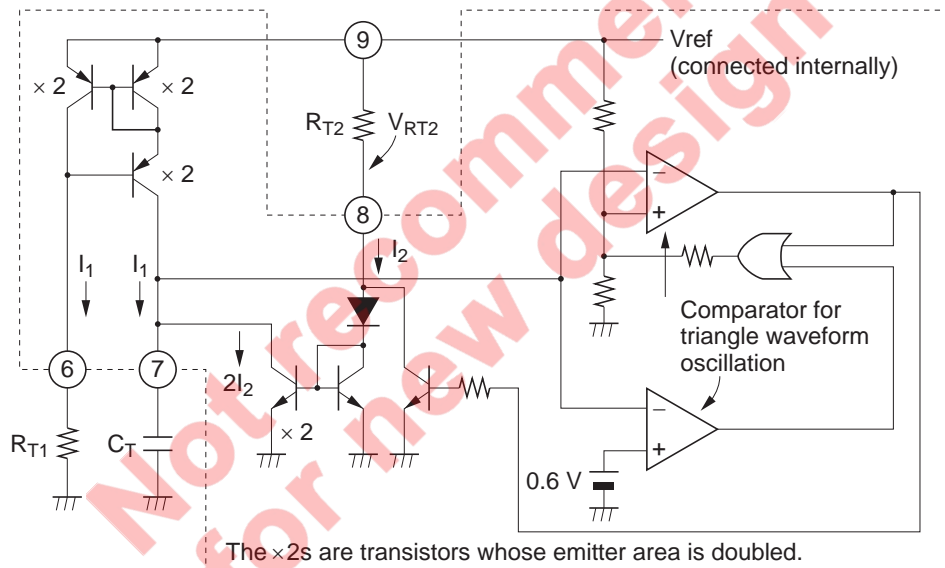 Not recommen
for new design
9
Vref
(connected internally)
× 2
× 2
RT2
VRT2
× 2
−
+
8
I1
I1
I2
Comparator for
triangle waveform
oscillation
6
7
2I2
× 2
RT1
CT
−
+
0.6 V
The ×2s are transistors whose emitter area is doubled.